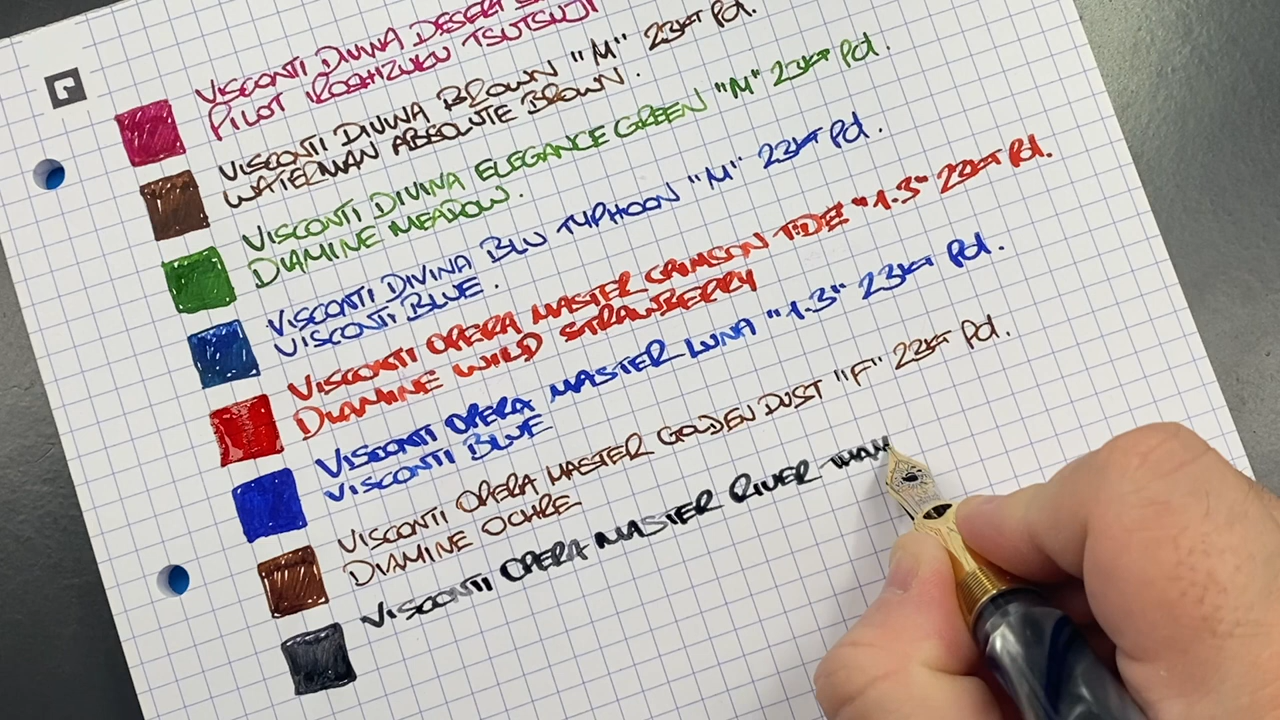 VISCONTI DIVINA DESERT
PILOT IROSHIZUKU TSUTSUJI
VISCONTI DIVINA BROWN "M" 23kt Pd.
WATERMAN ABSOLUTE BROWN.
VISCONTI DIVINA ELEGANCE GREEN "M" 23kt Pd.
DIAMINE MEADOW.
VISCONTI DIVINA BLU TYPHOON "M" 23kt Pd.
VISCONTI BLUE.
VISCONTI OPERA MASTER CRIMSON TIDE "1.3" 23kt Pd.
DIAMINE WILD STRAWBERRY
VISCONTI OPERA MASTER LUNA "1.3" 23kt Pd.
VISCONTI BLUE
VISCONTI OPERA MASTER GOLDEN DUST "F" 23kt Pd.
DIAMINE OCHRE
VISCONTI OPERA MASTER RIVER